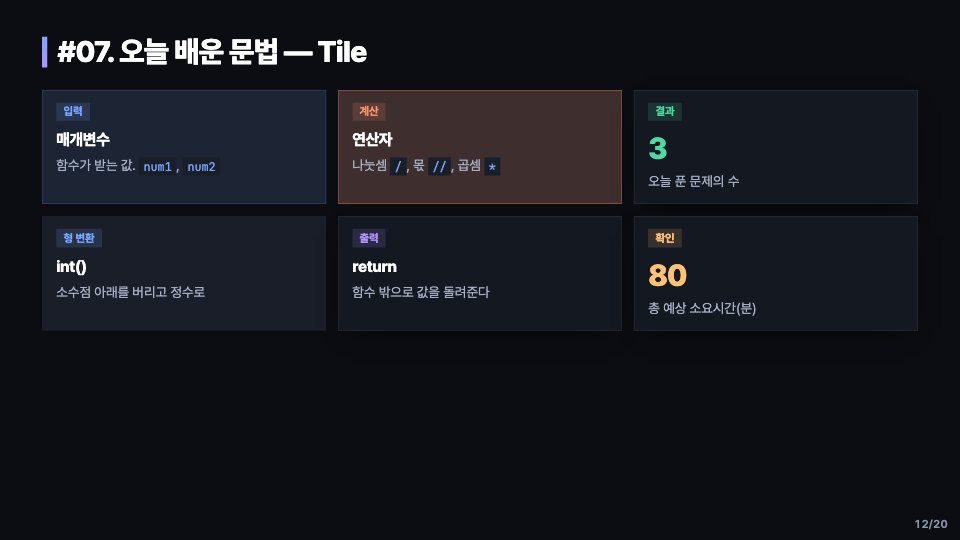 #07. 오늘 배운 문법 — Tile
입력
매개변수
함수가 받는 값. num1, num2
계산
연산자
나눗셈 /, 몫 //, 곱셈 *
결과
3
오늘 푼 문제의 수
형 변환
int()
소수점 아래를 버리고 정수로
출력
return
함수 밖으로 값을 돌려준다
확인
80
총 예상 소요시간(분)
12/20